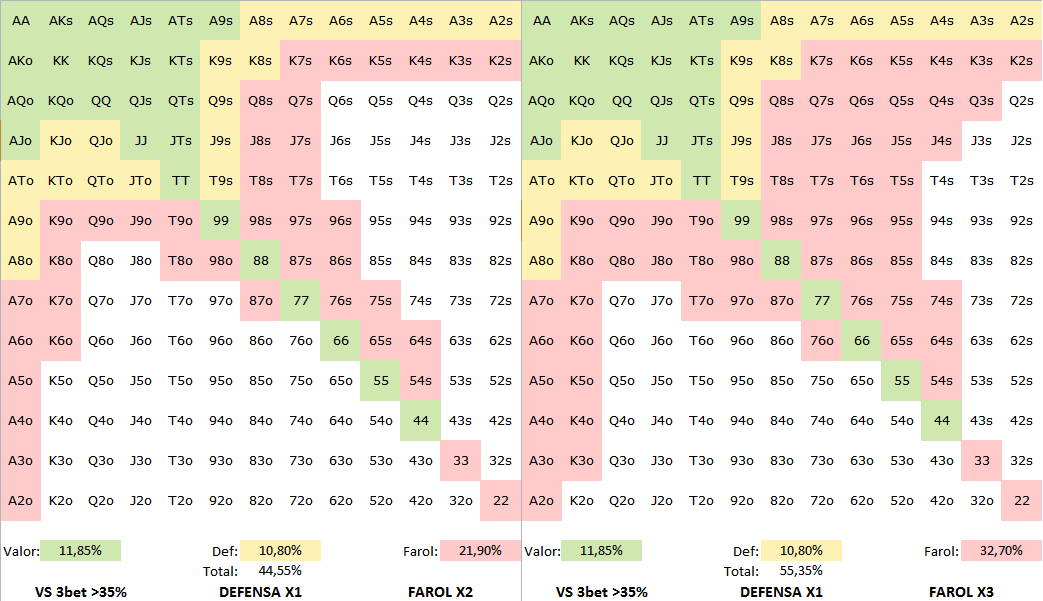 AA AKs AQs AJs ATs A9s A8s A7s A6s A5s A4s A3s A2s AA AKs AQs AJs ATs A9s A8s A7s A6s A5s A4s A3s A2s
AKo KK KQs KJs KTs K9s K8s K7s K6s K5s K4s K3s K2s AKo KK KQs KJs KTs K9s K8s K7s K6s K5s K4s K3s K2s
AQo KQo QQ QJs QTs Q9s Q8s Q7s Q6s Q5s Q4s Q3s Q2s AQo KQo QQ QJs QTs Q9s Q8s Q7s Q6s Q5s Q4s Q3s Q2s
AJo KJo QJo JJ JTs J9s J8s J7s J6s J5s J4s J3s J2s AJo KJo QJo JJ JTs J9s J8s J7s J6s J5s J4s J3s J2s
ATo KTo QTo JTo TT T9s T8s T7s T6s T5s T4s T3s T2s ATo KTo QTo JTo TT T9s T8s T7s T6s T5s T4s T3s T2s
A9o K9o Q9o J9o T9o 99 98s 97s 96s 95s 94s 93s 92s A9o K9o Q9o J9o T9o 99 98s 97s 96s 95s 94s 93s 92s
A8o K8o Q8o J8o T8o 98o 88 87s 86s 85s 84s 83s 82s A8o K8o Q8o J8o T8o 98o 88 87s 86s 85s 84s 83s 82s
A7o K7o Q7o J7o T7o 97o 87o 77 76s 75s 74s 73s 72s A7o K7o Q7o J7o T7o 97o 87o 77 76s 75s 74s 73s 72s
A6o K6o Q6o J6o T6o 96o 86o 76o 66 65s 64s 63s 62s A6o K6o Q6o J6o T6o 96o 86o 76o 66 65s 64s 63s 62s
A5o K5o Q5o J5o T5o 95o 85o 75o 65o 55 54s 53s 52s A5o K5o Q5o J5o T5o 95o 85o 75o 65o 55 54s 53s 52s
A4o K4o Q4o J4o T4o 94o 84o 74o 64o 54o 44 43s 42s A4o K4o Q4o J4o T4o 94o 84o 74o 64o 54o 44 43s 42s
A3o K3o Q3o J3o T3o 93o 83o 73o 63o 53o 43o 33 32s A3o K3o Q3o J3o T3o 93o 83o 73o 63o 53o 43o 33 32s
A2o K2o Q2o J2o T2o 92o 82o 72o 62o 52o 42o 32o 22 A2o K2o Q2o J2o T2o 92o 82o 72o 62o 52o 42o 32o 22
Valor: 11,85% Def: 10,80% Farol: 21,90% Valor: 11,85% Def: 10,80% Farol: 32,70%
Total: 44,55% Total: 55,35%
VS 3bet >35% DEFENSA X1 FAROL X2 VS 3bet >35% DEFENSA X1 FAROL X3